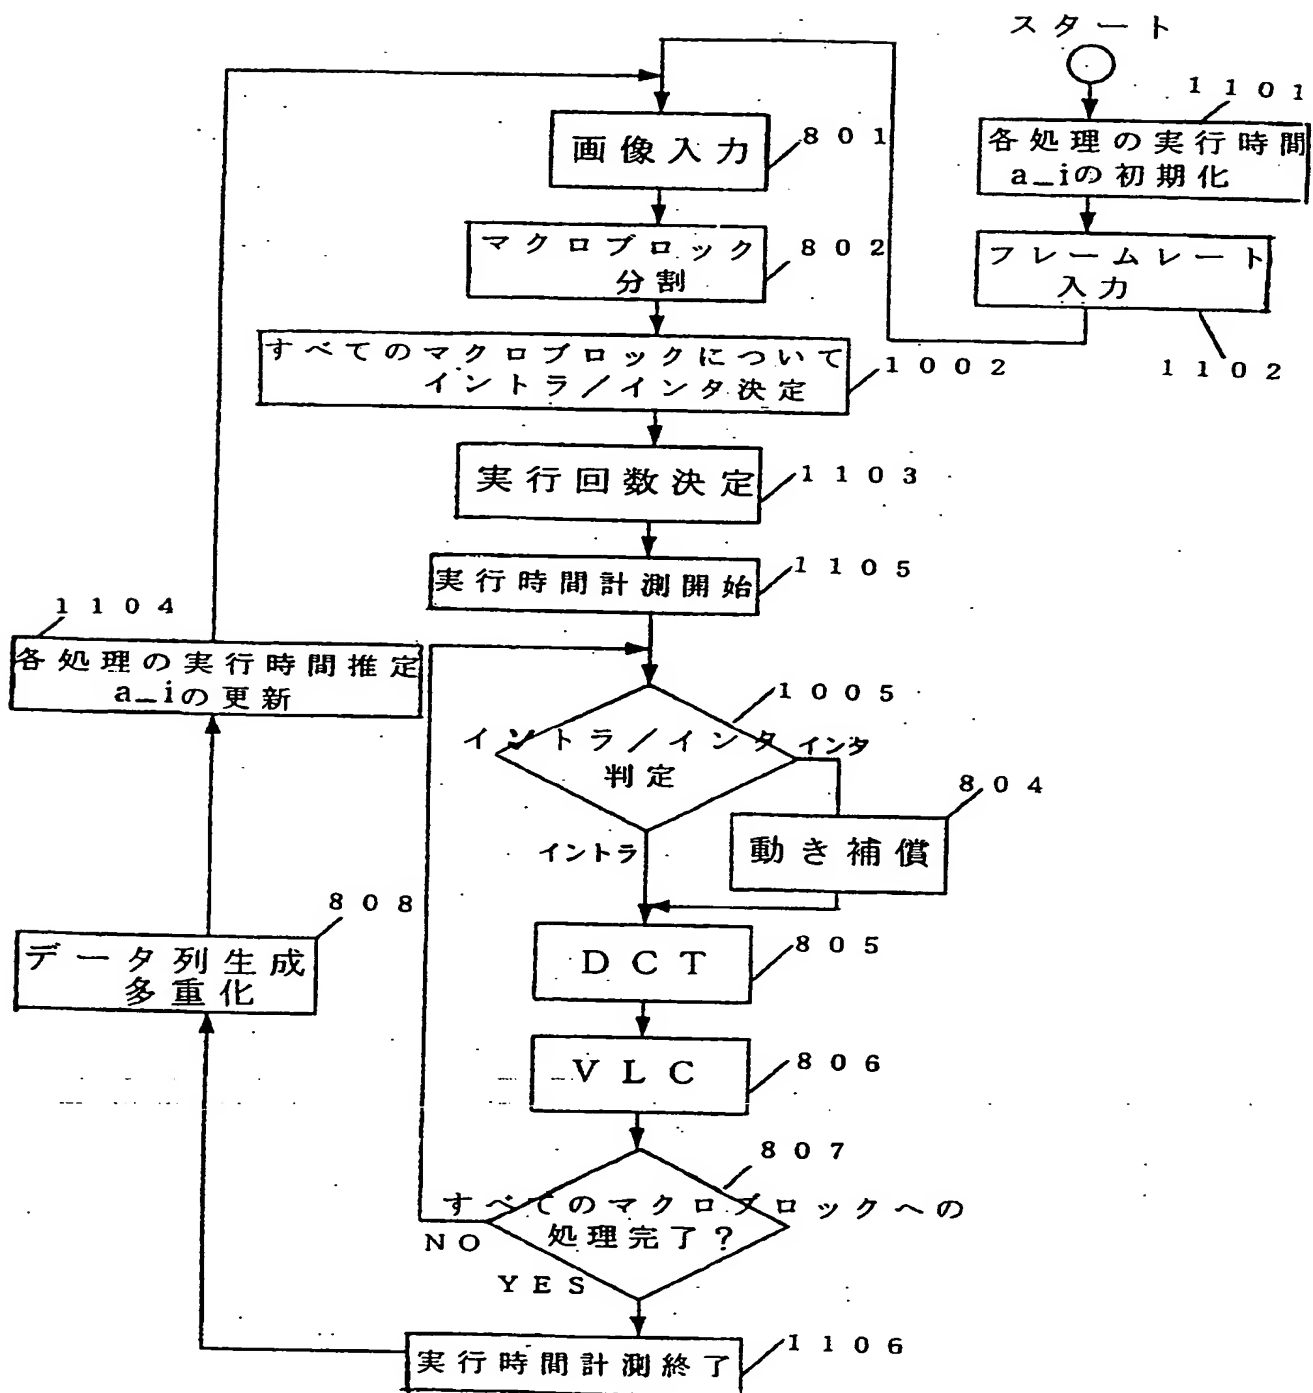 スタート
1101
各処理の実行時間
a_iの初期化
フレームレート
入力
1102
画像入力
801
マクロブロック
分割
802
すべてのマクロブロックについて
イントラ/インタ決定
1002
実行回数決定
1103
実行時間計測開始
1105
1104
各処理の実行時間推定
a_iの更新
1005
イントラ/インタ
判定
インタ
804
動き補償
イントラ
808
データ列生成
多重化
DCT
805
VLC
806
807
すべてのマクロブロックへの
処理完了?
NO
YES
実行時間計測終了
1106